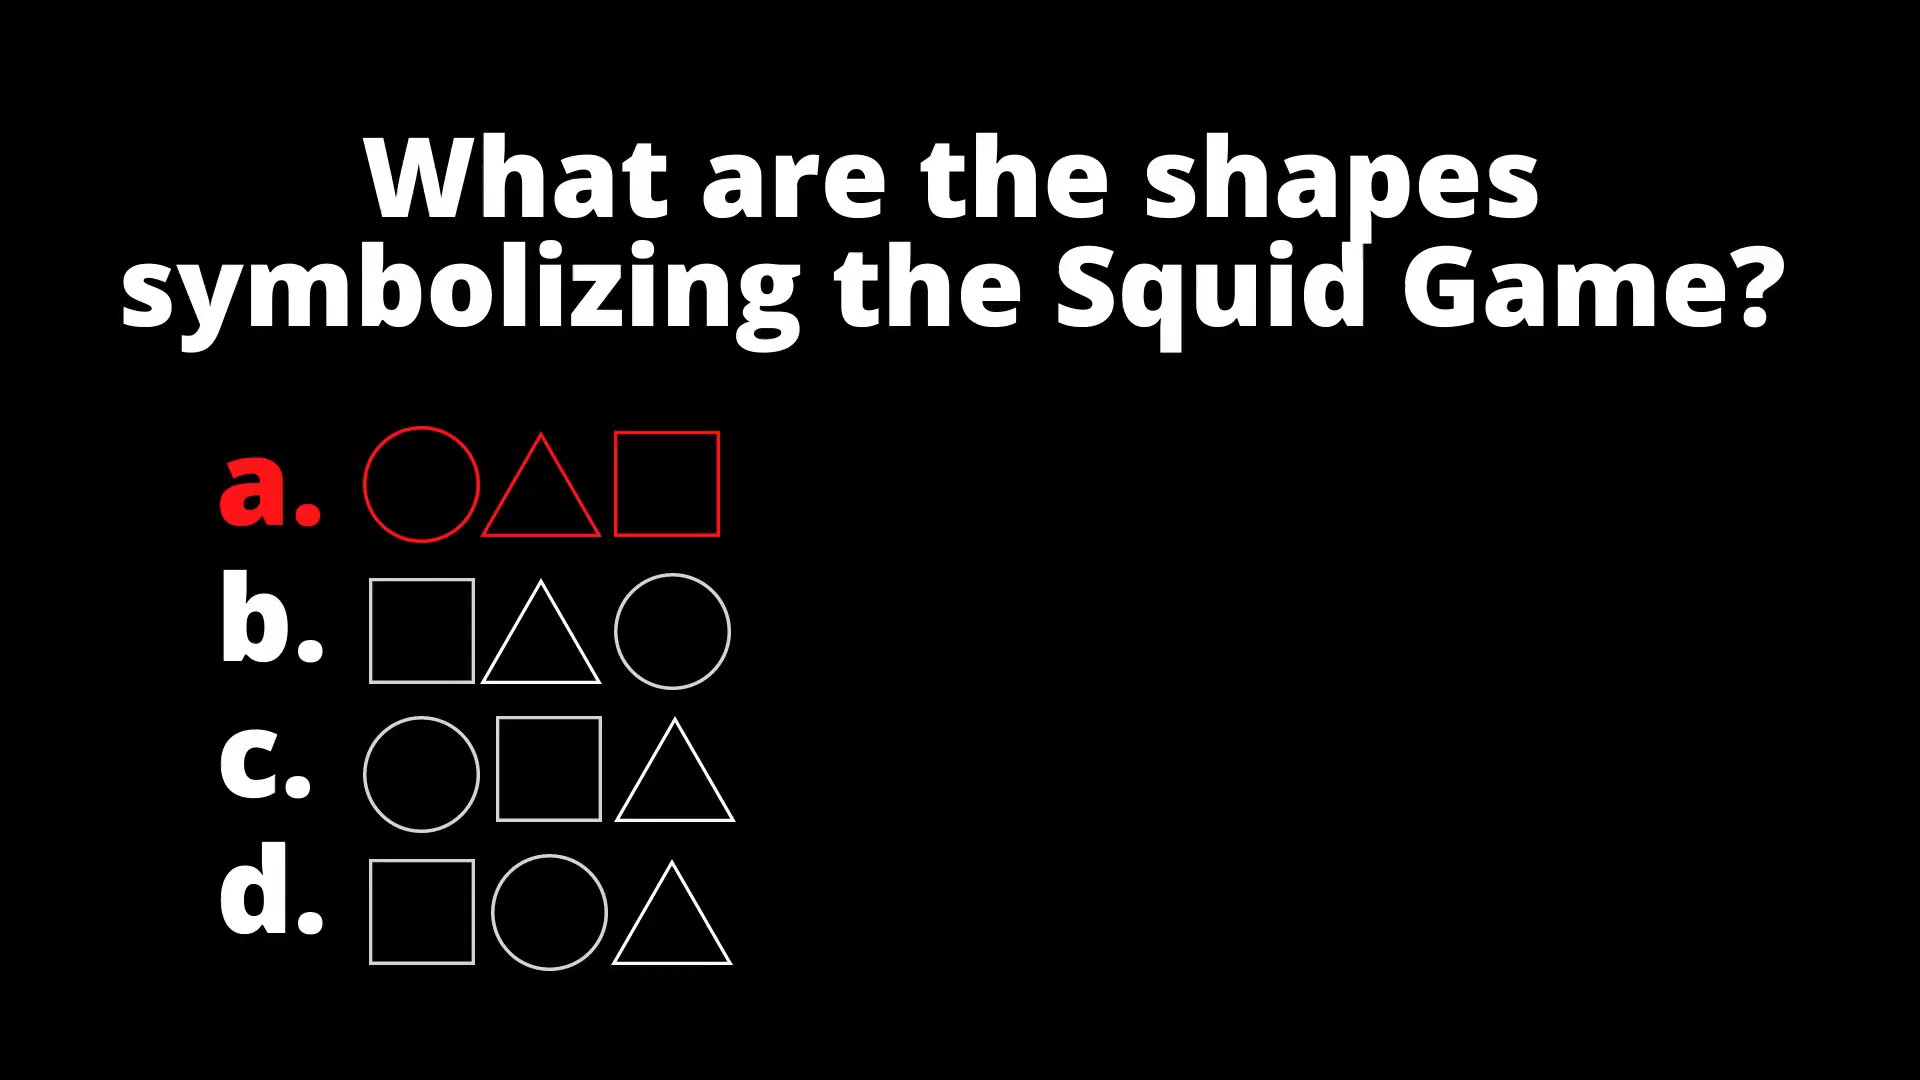 What are the shapes
symbolizing the Squid Game?
a.
b.
c.
d.